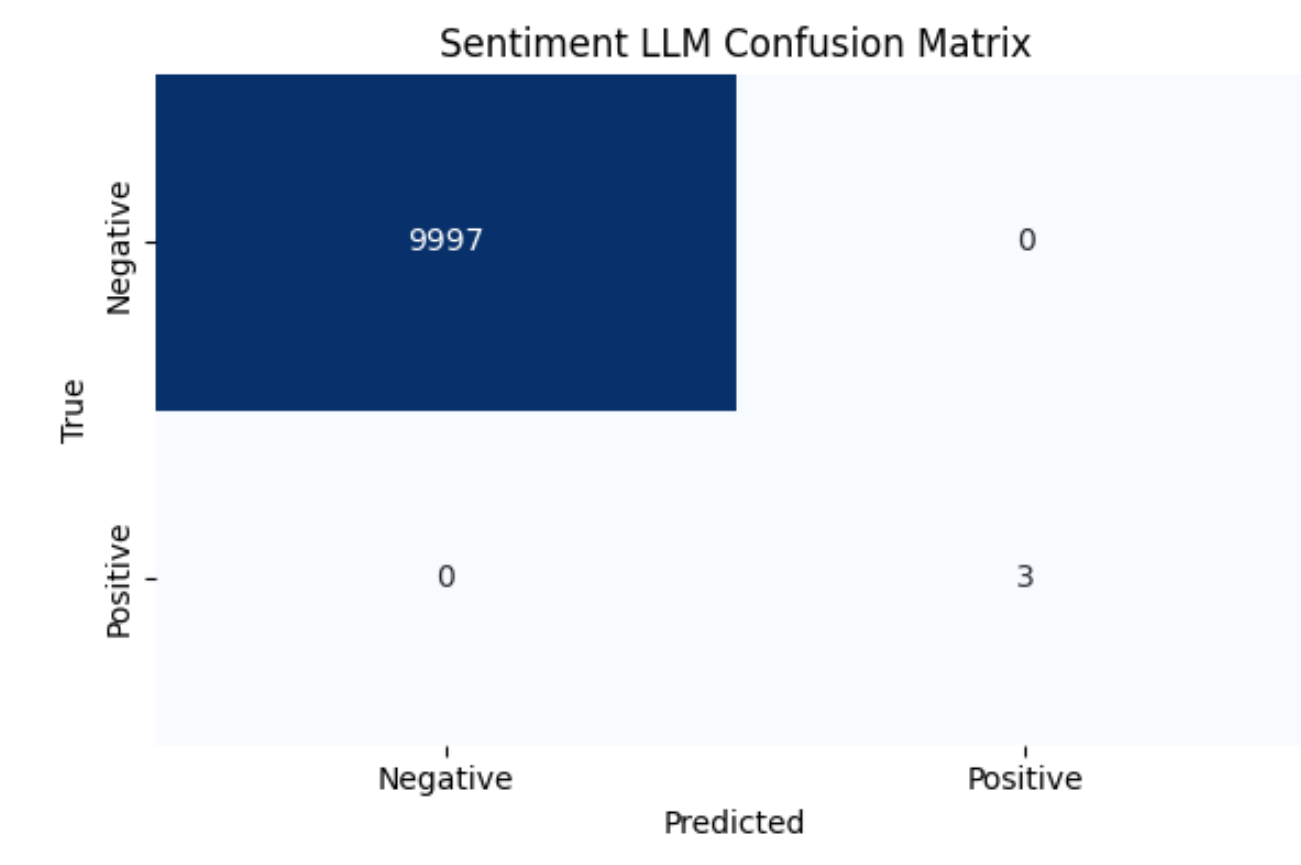 Sentiment LLM Confusion Matrix
Negative
9997
0
True
Positive
0
3
Negative
Positive
Predicted